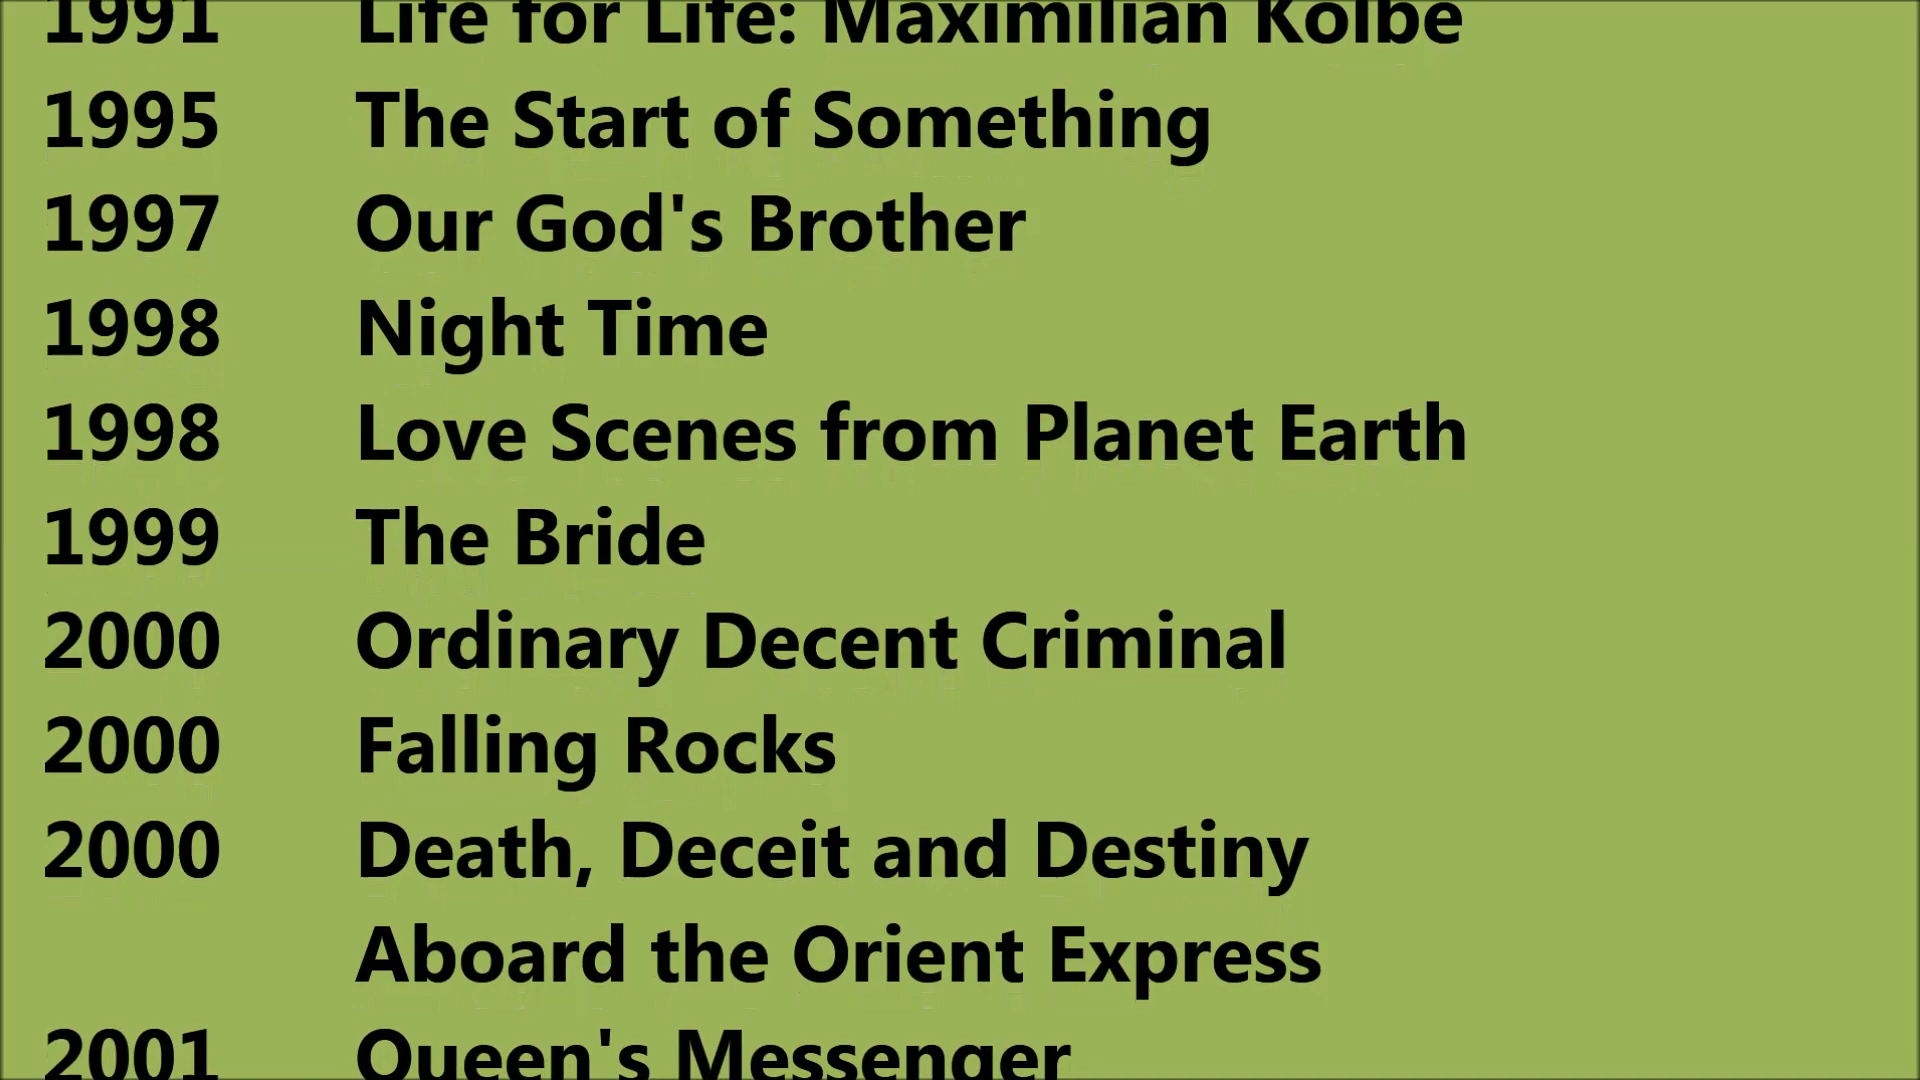 1991 Life for Life: Maximilian Kolbe
1995 The Start of Something
1997 Our God's Brother
1998 Night Time
1998 Love Scenes from Planet Earth
1999 The Bride
2000 Ordinary Decent Criminal
2000 Falling Rocks
2000 Death, Deceit and Destiny
Aboard the Orient Express
2001 Queen's Messenger